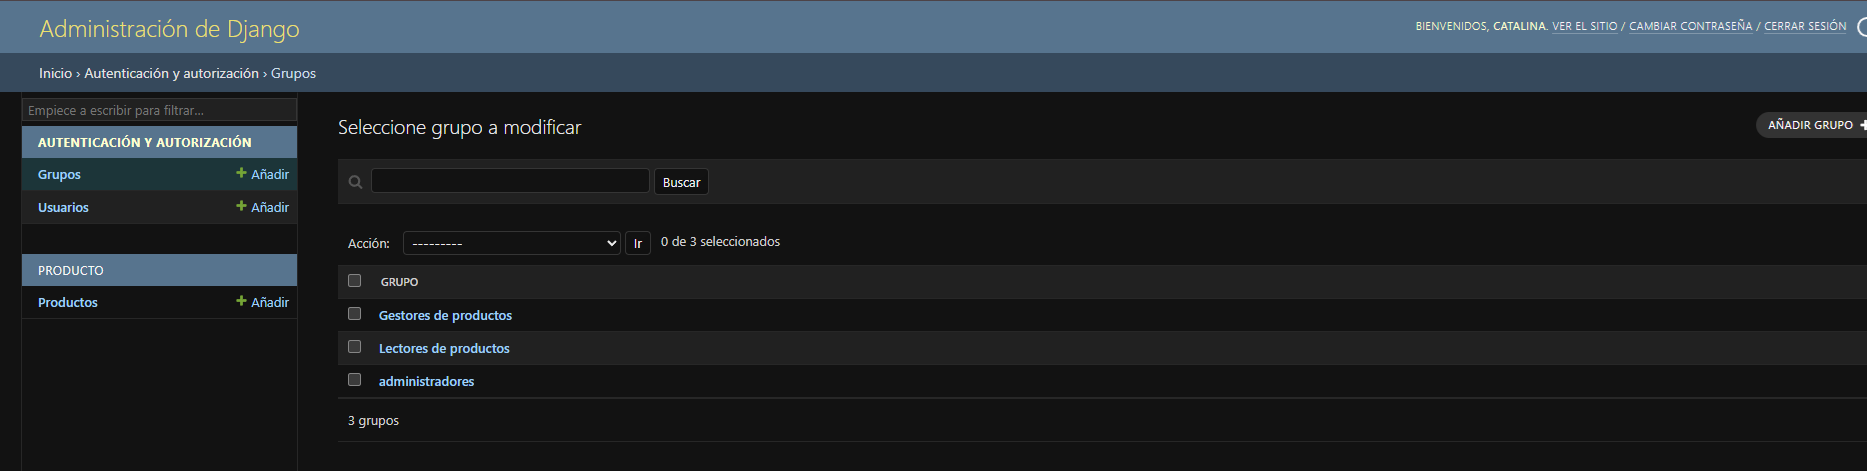 Administración de Django
BIENVENIDOS, CATALINA. VER EL SITIO / CAMBIAR CONTRASEÑA / CERRAR SESIÓN
Inicio › Autenticación y autorización › Grupos
Empiece a escribir para filtrar...
AUTENTICACIÓN Y AUTORIZACIÓN
Grupos + Añadir
Usuarios + Añadir
PRODUCTO
Productos + Añadir
Seleccione grupo a modificar
AÑADIR GRUPO +
Buscar
Acción: --------- Ir 0 de 3 seleccionados
GRUPO
Gestores de productos
Lectores de productos
administradores
3 grupos